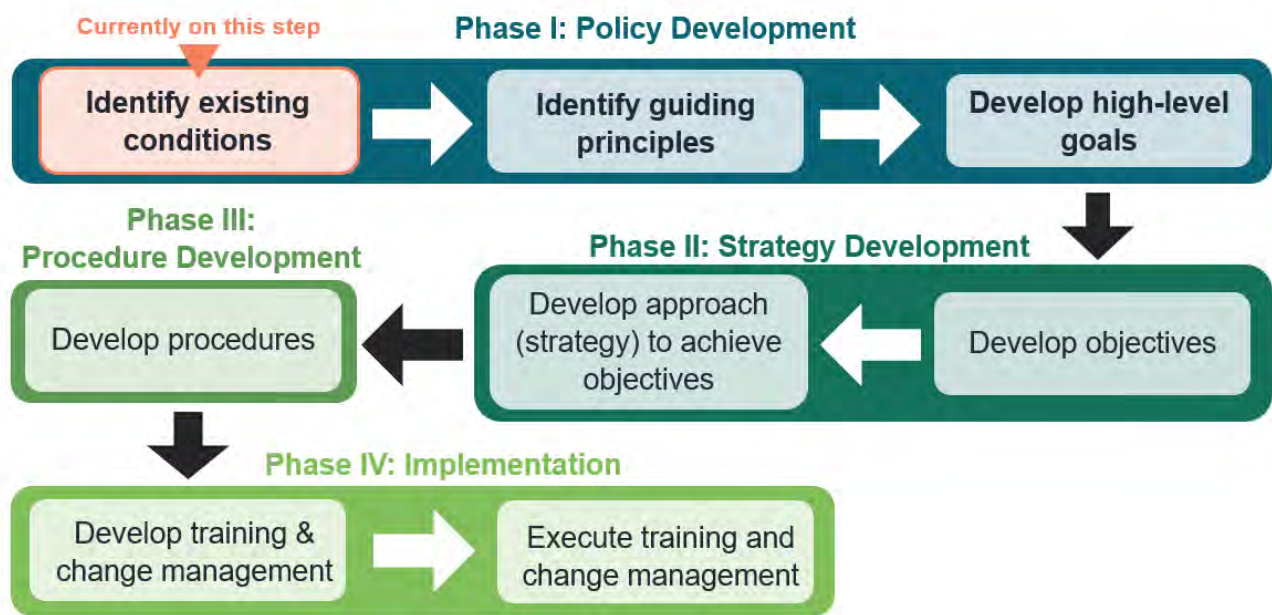 Currently on this step
Phase I: Policy Development
Identify existing
conditions
Identify guiding
principles
Develop high-level
goals
Phase II: Strategy Development
Develop objectives
Develop approach
(strategy) to achieve
objectives
Phase III:
Procedure Development
Develop procedures
Phase IV: Implementation
Develop training &
change management
Execute training and
change management